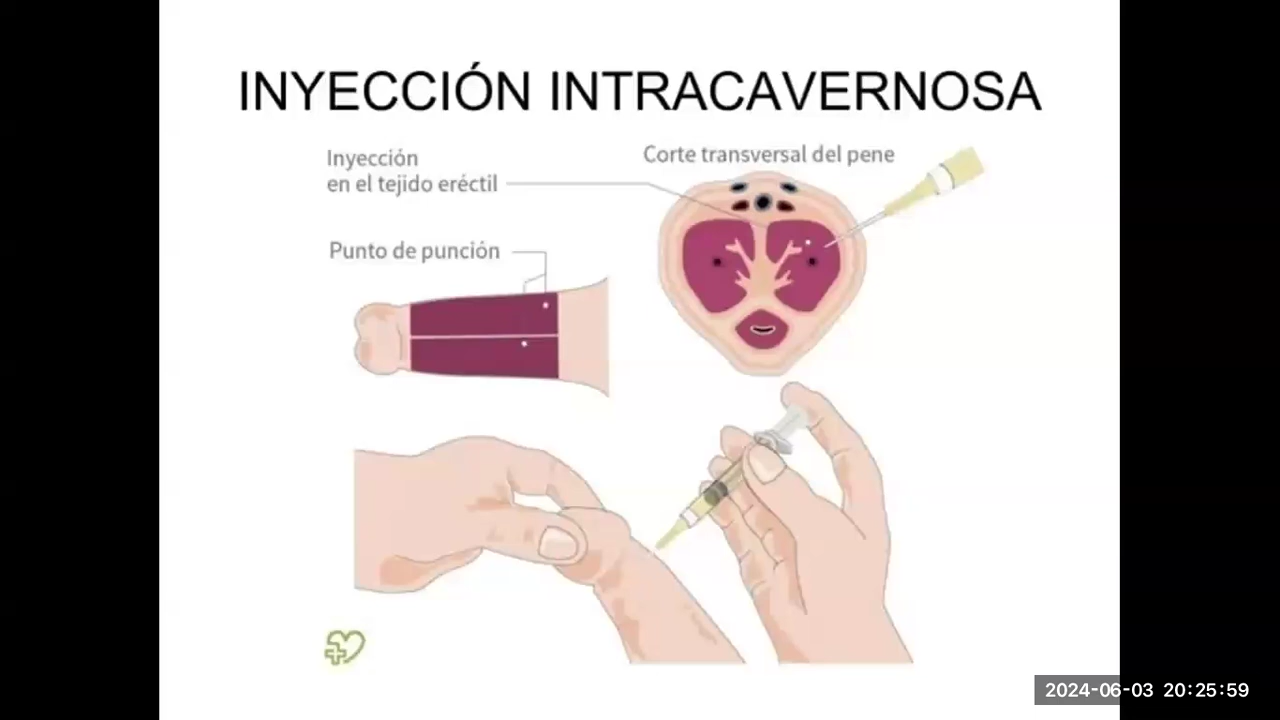 INYECCIÓN INTRACAVERNOSA
Inyección
en el tejido eréctil
Corte transversal del pene
Punto de punción
2024-06-03 20:25:59